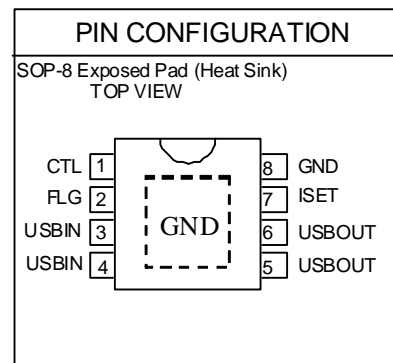 PIN CONFIGURATION
SOP-8 Exposed Pad (Heat Sink)
TOP VIEW
CTL 1 8 GND
FLG 2 7 ISET
GND
USBIN 3 6 USBOUT
USBIN 4 5 USBOUT